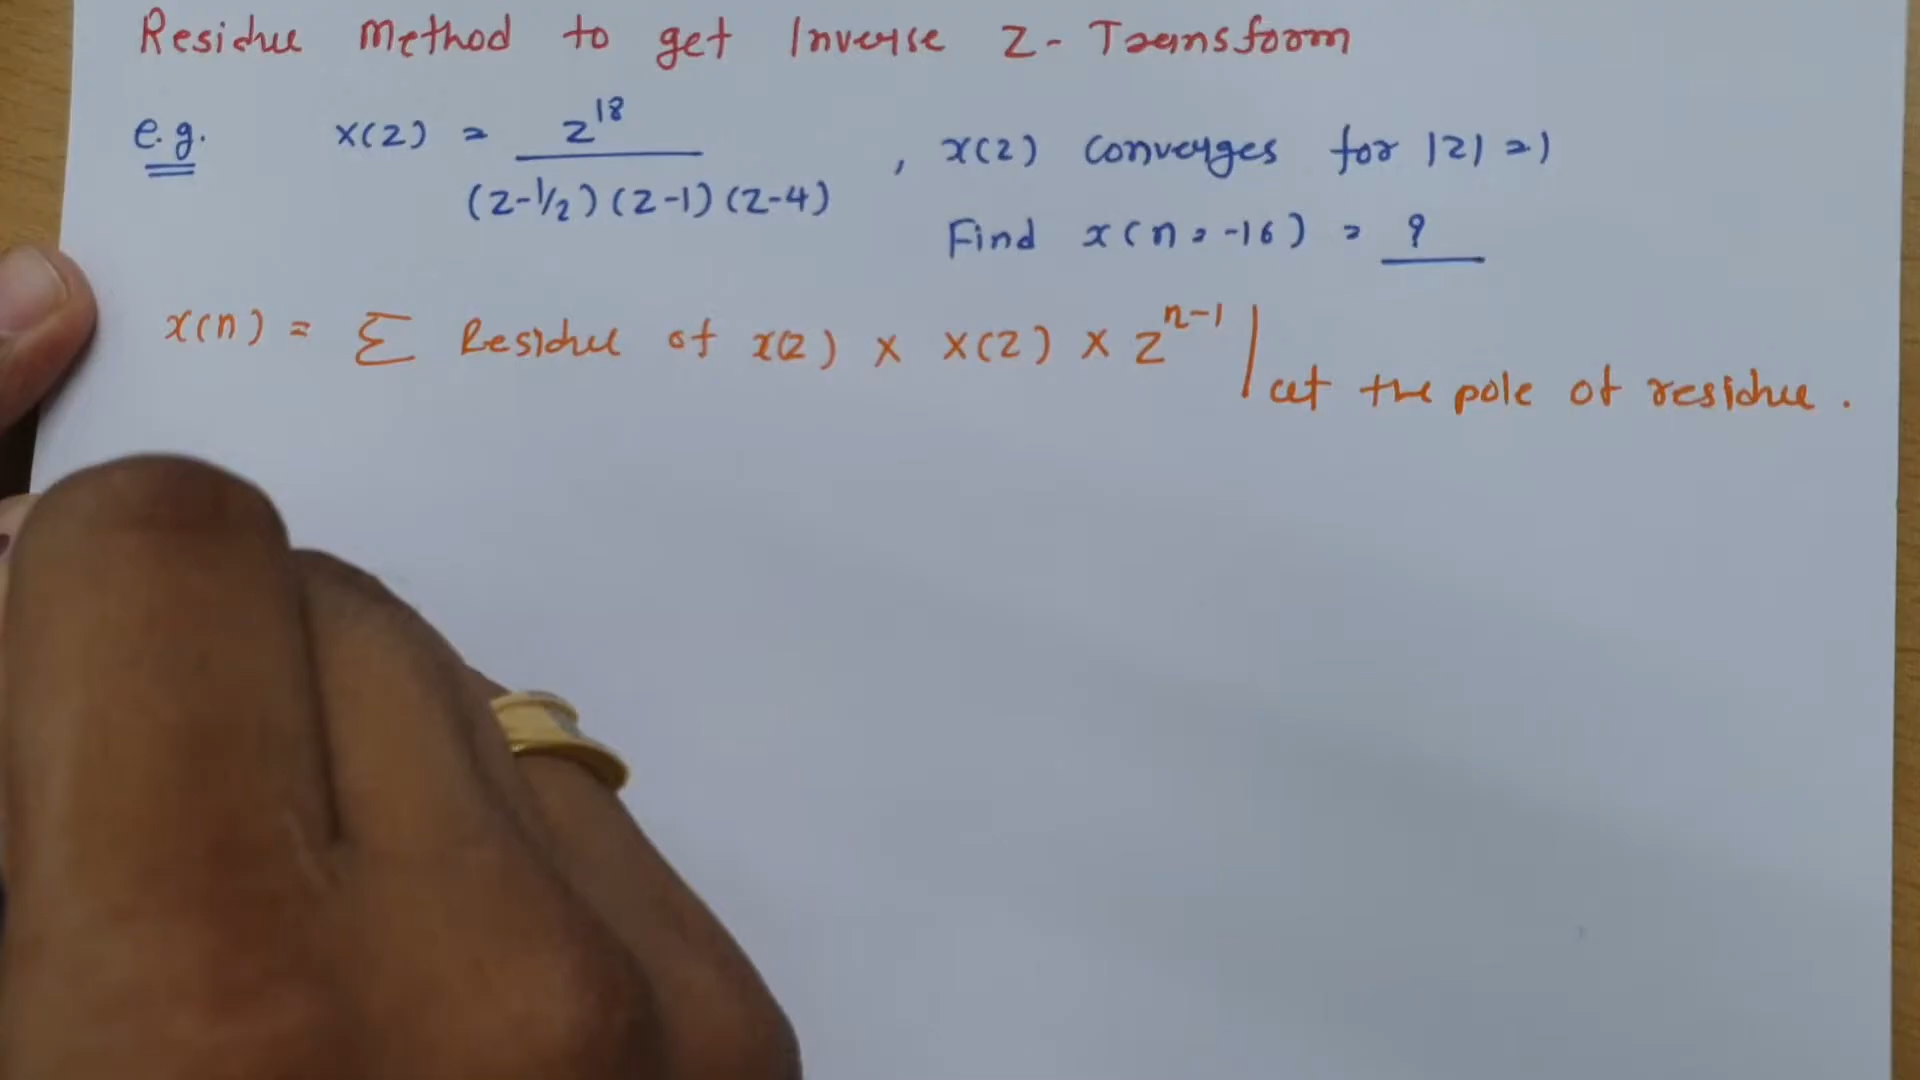 Residue Method to get Inverse Z-Transform
e.g. X(Z) = Z^18 / (Z-1/2)(Z-1)(Z-4) , X(Z) converges for |Z| = 1
Find x(n = -16) = ?
x(n) = Σ Residue of X(Z) × X(Z) × Z^n-1 | at the pole of residue.